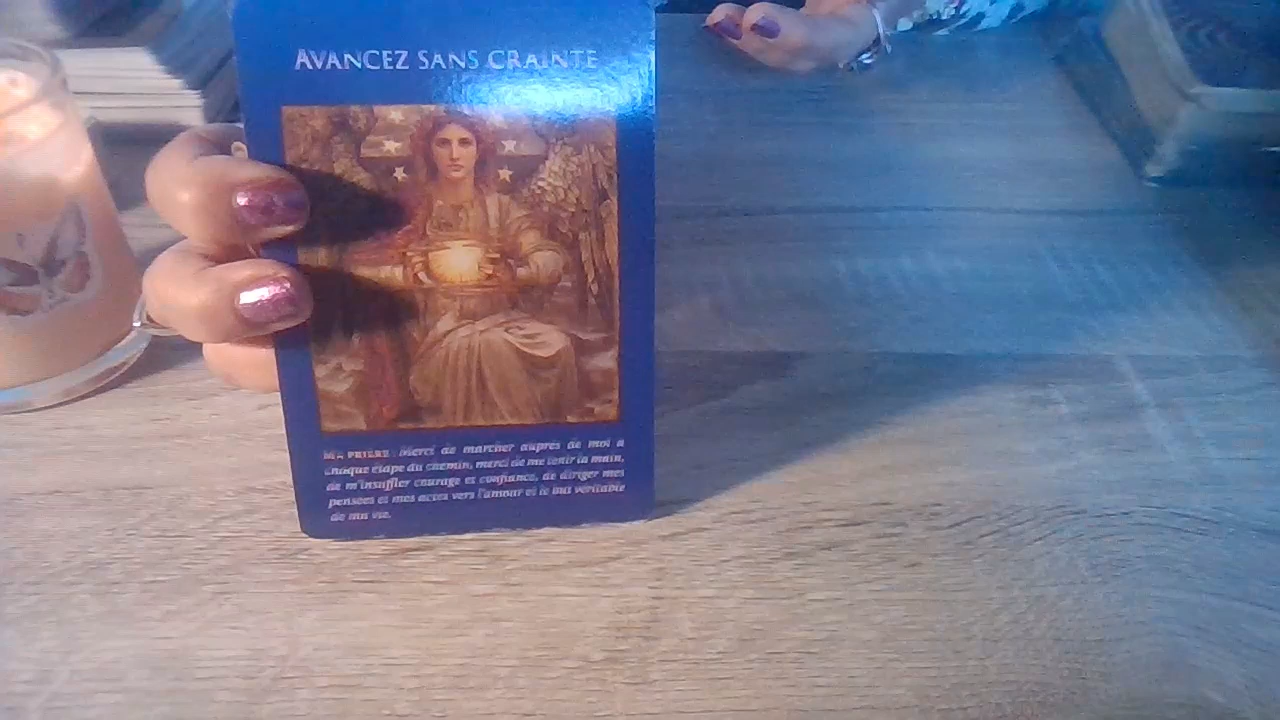 AVANCEZ SANS CRAINTE
MA PRIÈRE : Merci de marcher auprès de moi à
chaque étape du chemin, merci de me tenir la main,
de m'insuffler courage et confiance, de diriger mes
pensées et mes actes vers l'amour et le but véritable
de ma vie.